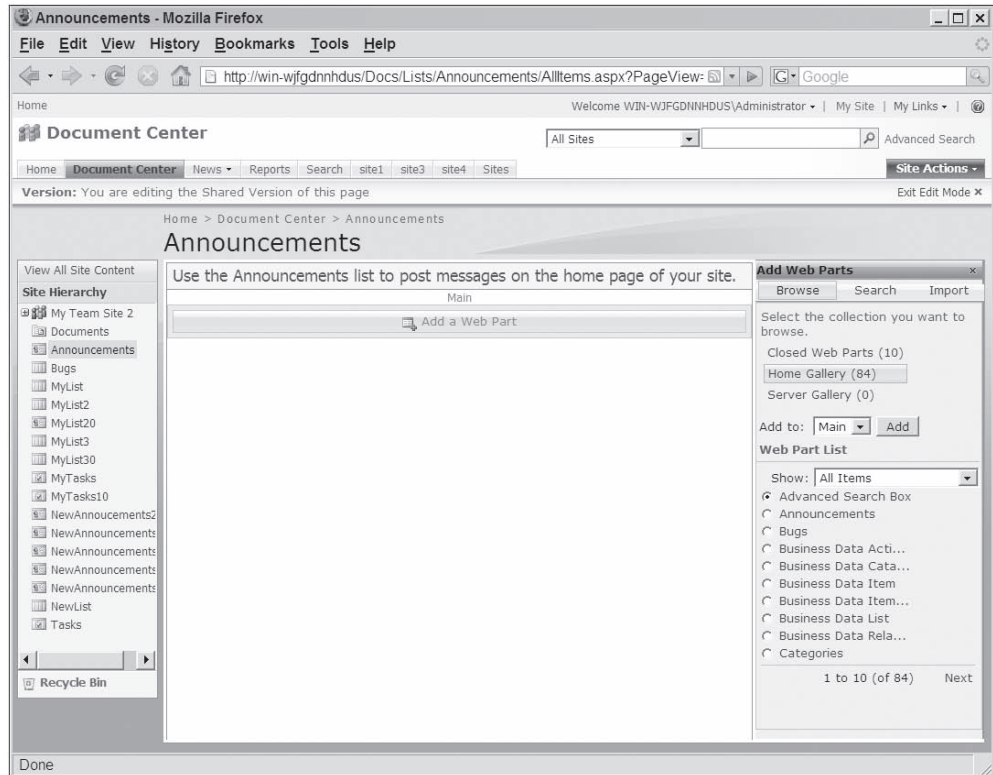 Announcements - Mozilla Firefox
File Edit View History Bookmarks Tools Help
http://win-wjfgdnnhdus/Docs/Lists/Announcements/AllItems.aspx?PageView= G Google
Home Welcome WIN-WJFGDNNHDUS\Administrator | My Site | My Links |
Document Center
All Sites Advanced Search
Home Document Center News Reports Search site1 site3 site4 Sites Site Actions
Version: You are editing the Shared Version of this page Exit Edit Mode ×
Home > Document Center > Announcements
Announcements
View All Site Content
Site Hierarchy
My Team Site 2
Documents
Announcements
Bugs
MyList
MyList2
MyList20
MyList3
MyList30
MyTasks
MyTasks10
NewAnnoucements2
NewAnnouncements
NewAnnouncements
NewAnnouncements
NewAnnouncements
NewList
Tasks
Recycle Bin
Use the Announcements list to post messages on the home page of your site.
Main
Add a Web Part
Add Web Parts ×
Browse Search Import
Select the collection you want to
browse.
Closed Web Parts (10)
Home Gallery (84)
Server Gallery (0)
Add to: Main Add
Web Part List
Show: All Items
Advanced Search Box
Announcements
Bugs
Business Data Acti...
Business Data Cata...
Business Data Item
Business Data Item...
Business Data List
Business Data Rela...
Categories
1 to 10 (of 84) Next
Done